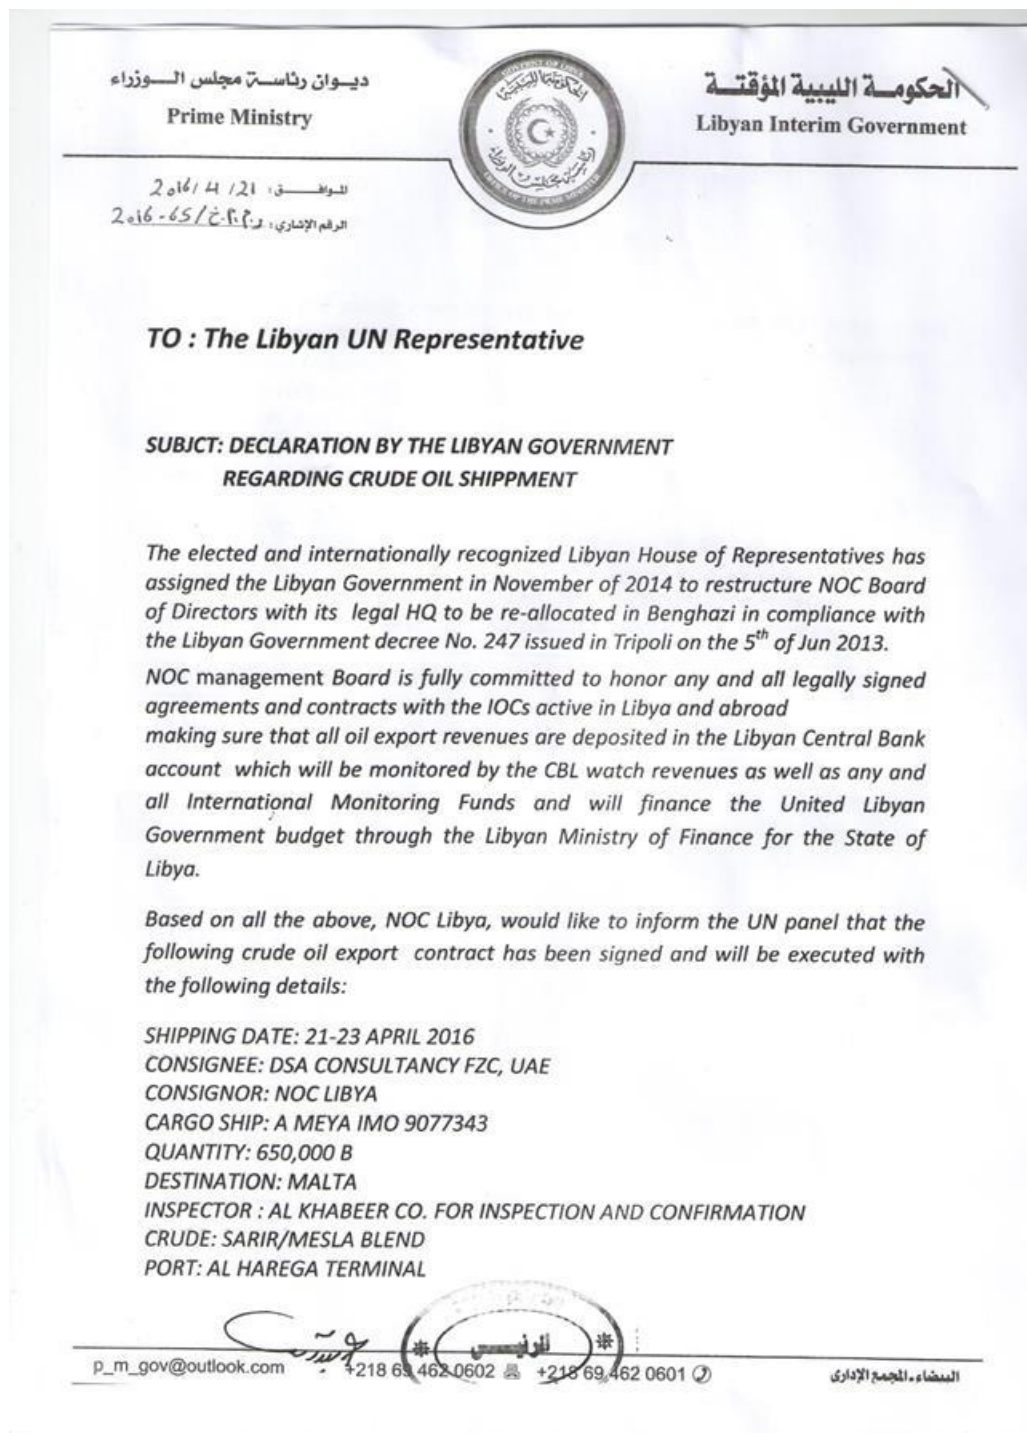 ديوان رئاسة مجلس الوزراء
Prime Ministry
الحكومة الليبية المؤقتة
Libyan Interim Government
الموافق: 2016/4/21
الرقم الإشاري: 2016-65/
TO : The Libyan UN Representative
SUBJCT: DECLARATION BY THE LIBYAN GOVERNMENT
REGARDING CRUDE OIL SHIPPMENT
The elected and internationally recognized Libyan House of Representatives has
assigned the Libyan Government in November of 2014 to restructure NOC Board
of Directors with its legal HQ to be re-allocated in Benghazi in compliance with
the Libyan Government decree No. 247 issued in Tripoli on the 5th of Jun 2013.
NOC management Board is fully committed to honor any and all legally signed
agreements and contracts with the IOCs active in Libya and abroad
making sure that all oil export revenues are deposited in the Libyan Central Bank
account which will be monitored by the CBL watch revenues as well as any and
all International Monitoring Funds and will finance the United Libyan
Government budget through the Libyan Ministry of Finance for the State of
Libya.
Based on all the above, NOC Libya, would like to inform the UN panel that the
following crude oil export contract has been signed and will be executed with
the following details:
SHIPPING DATE: 21-23 APRIL 2016
CONSIGNEE: DSA CONSULTANCY FZC, UAE
CONSIGNOR: NOC LIBYA
CARGO SHIP: A MEYA IMO 9077343
QUANTITY: 650,000 B
DESTINATION: MALTA
INSPECTOR : AL KHABEER CO. FOR INSPECTION AND CONFIRMATION
CRUDE: SARIR/MESLA BLEND
PORT: AL HAREGA TERMINAL
الرئيس
p_m_gov@outlook.com +218 69 462 0602 +218 69 462 0601 البيضاء - المجمع الإداري